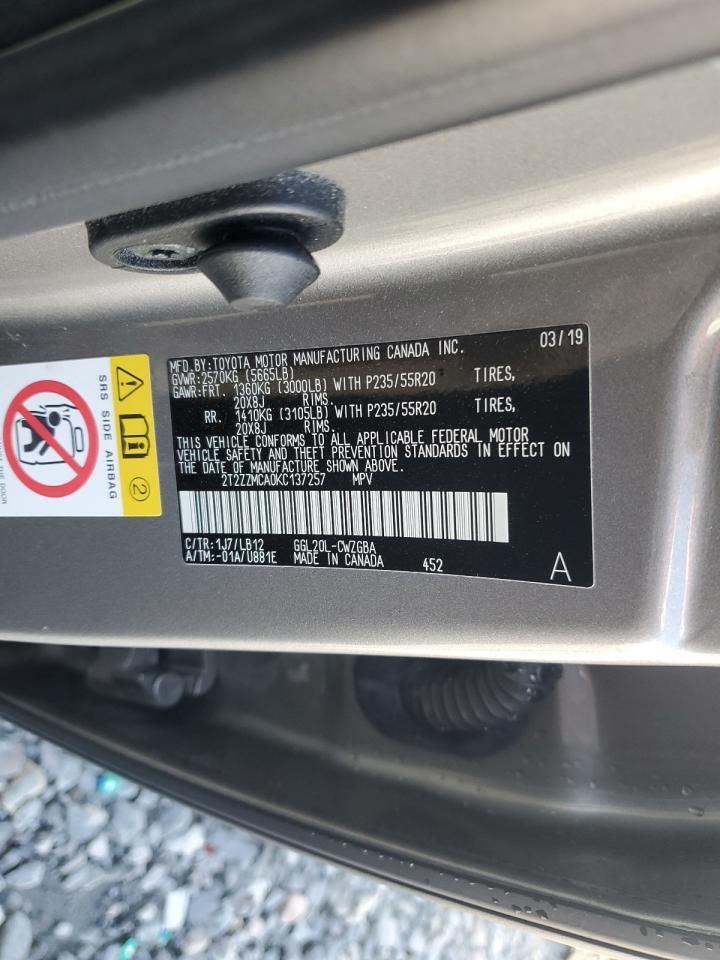 MFD.BY:TOYOTA MOTOR MANUFACTURING CANADA INC. 03/19
GVWR:2570KG (5665LB)
GAWR:FRT. 1360KG (3000LB) WITH P235/55R20 TIRES,
20X8J RIMS.
RR. 1410KG (3105LB) WITH P235/55R20 TIRES,
20X8J RIMS.
THIS VEHICLE CONFORMS TO ALL APPLICABLE FEDERAL MOTOR
VEHICLE SAFETY AND THEFT PREVENTION STANDARDS IN EFFECT ON
THE DATE OF MANUFACTURE SHOWN ABOVE.
2T2ZZMCA0KC137257 MPV
C/TR:1J7/LB12 GGL20L-CWZGBA
A/TM:-01A/U881E MADE IN CANADA 452 A
SRS SIDE AIRBAG
2
THE DOOR